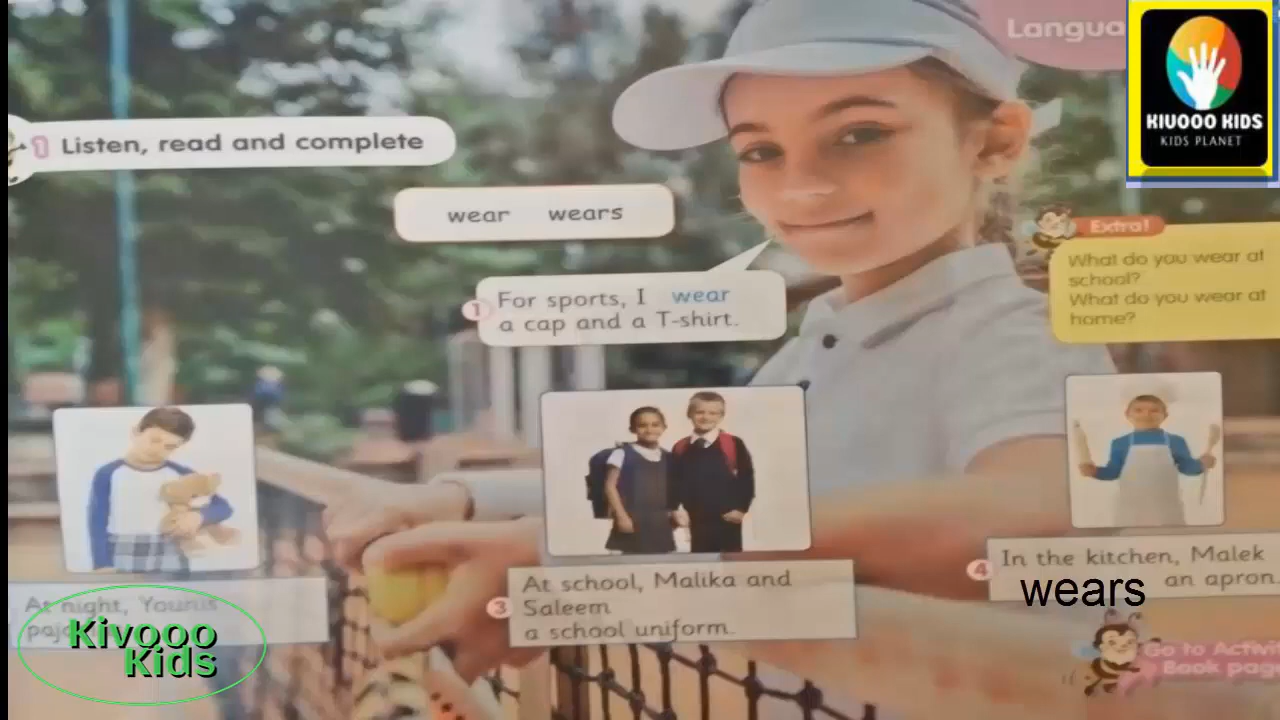 Langua
KIVOOO KIDS
KIDS PLANET
1 Listen, read and complete
wear wears
Extra!
What do you wear at
school?
What do you wear at
home?
1 For sports, I wear
a cap and a T-shirt.
At night, Younis
3 At school, Malika and
Saleem
a school uniform.
4 In the kitchen, Malek
wears an apron.
Kivooo
Kids
Go to Activi
Book pag